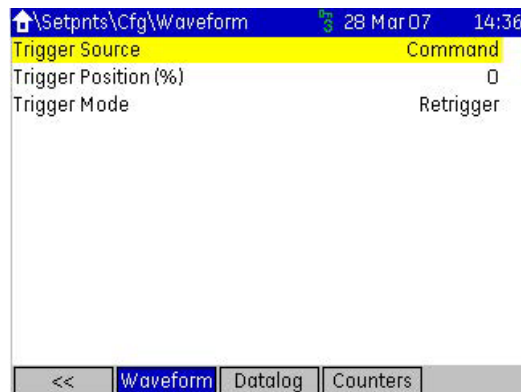 \Setpnts\Cfg\Waveform 3 28 Mar 07 14:36
Trigger Source Command
Trigger Position (%) 0
Trigger Mode Retrigger
<< Waveform Datalog Counters